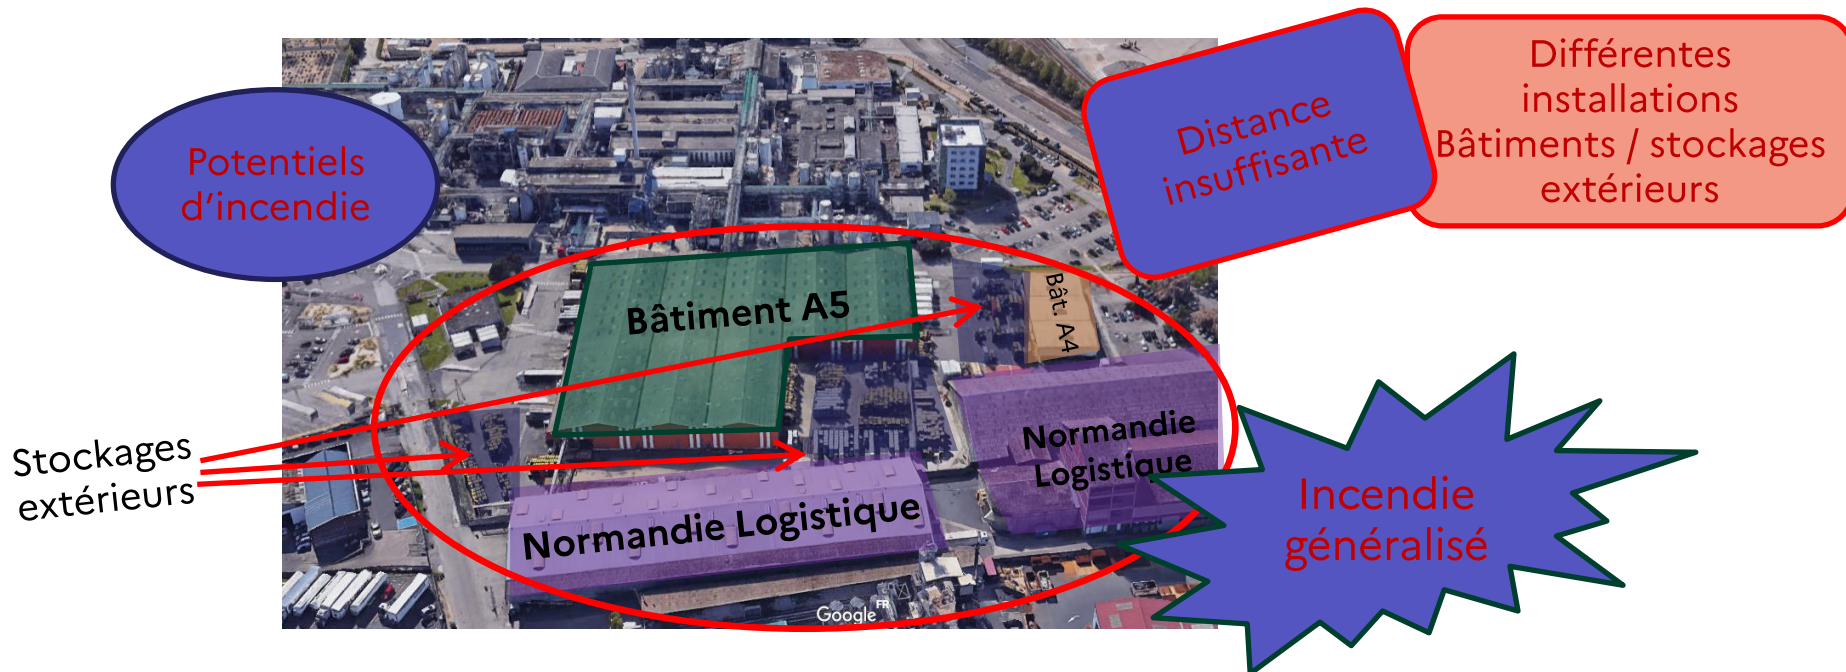 Potentiels
d'incendie
Distance
insuffisante
Différentes
installations
Bâtiments / stockages
extérieurs
Bâtiment A5
Bât. A4
Stockages
extérieurs
Normandie
Logistique
Normandie Logistique
Incendie
généralisé
Google FR